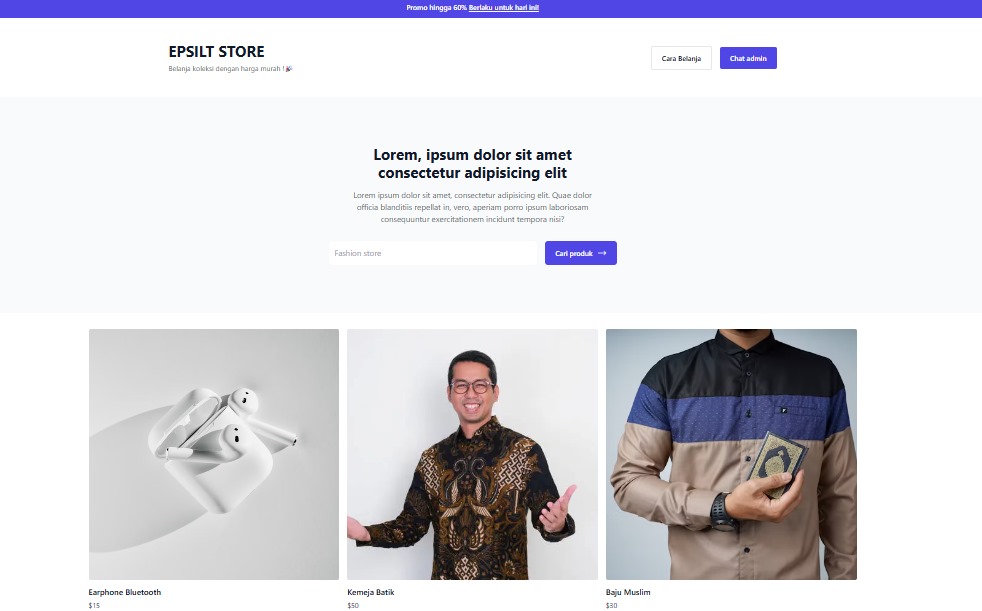 Promo hingga 60% Berlaku untuk hari ini!
EPSILT STORE
Belanja koleksi dengan harga murah ! 🎉
Cara Belanja
Chat admin
Lorem, ipsum dolor sit amet
consectetur adipisicing elit
Lorem ipsum dolor sit amet, consectetur adipisicing elit. Quae dolor
officia blanditiis repellat in, vero, aperiam porro ipsum laboriosam
consequuntur exercitationem incidunt tempora nisi?
Fashion store
Cari produk →
Earphone Bluetooth
$15
Kemeja Batik
$50
Baju Muslim
$30